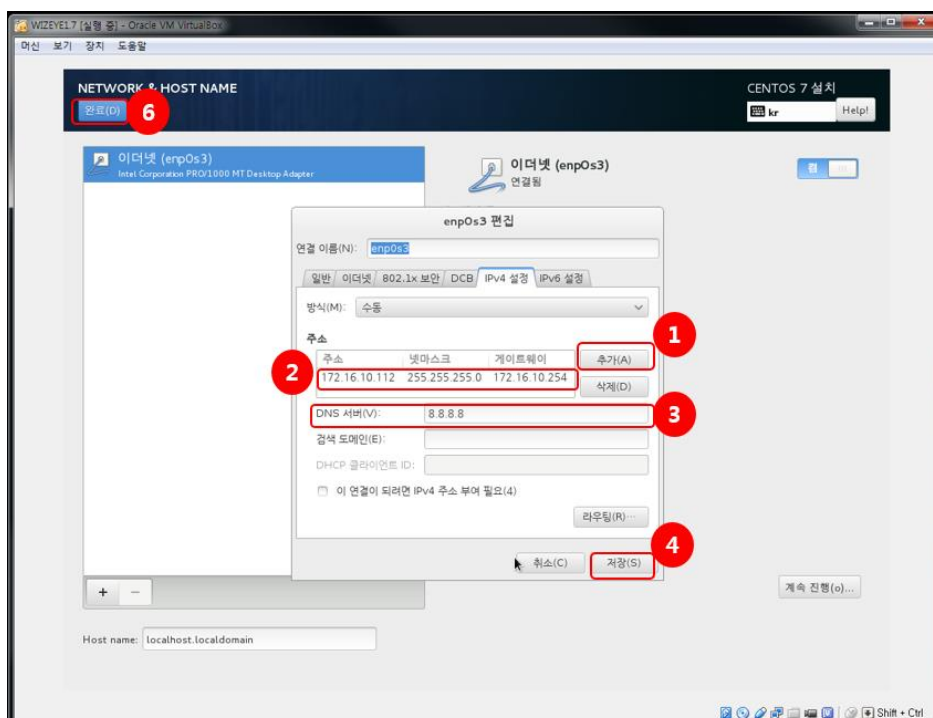 WIZEYE1.7 [실행 중] - Oracle VM VirtualBox
머신 보기 장치 도움말
NETWORK & HOST NAME
완료(D)
6
CENTOS 7 설치
kr
Help!
이더넷 (enp0s3)
Intel Corporation PRO/1000 MT Desktop Adapter
이더넷 (enp0s3)
연결됨
켬
enp0s3 편집
연결 이름(N): enp0s3
일반 이더넷 802.1x 보안 DCB IPv4 설정 IPv6 설정
방식(M): 수동
주소
1
주소 넷마스크 게이트웨이 추가(A)
2
172.16.10.112 255.255.255.0 172.16.10.254
삭제(D)
DNS 서버(V): 8.8.8.8
3
검색 도메인(E):
DHCP 클라이언트 ID:
이 연결이 되려면 IPv4 주소 부여 필요(4)
라우팅(R)...
4
취소(C) 저장(S)
+ −
계속 진행(o)...
Host name: localhost.localdomain
Shift + Ctrl